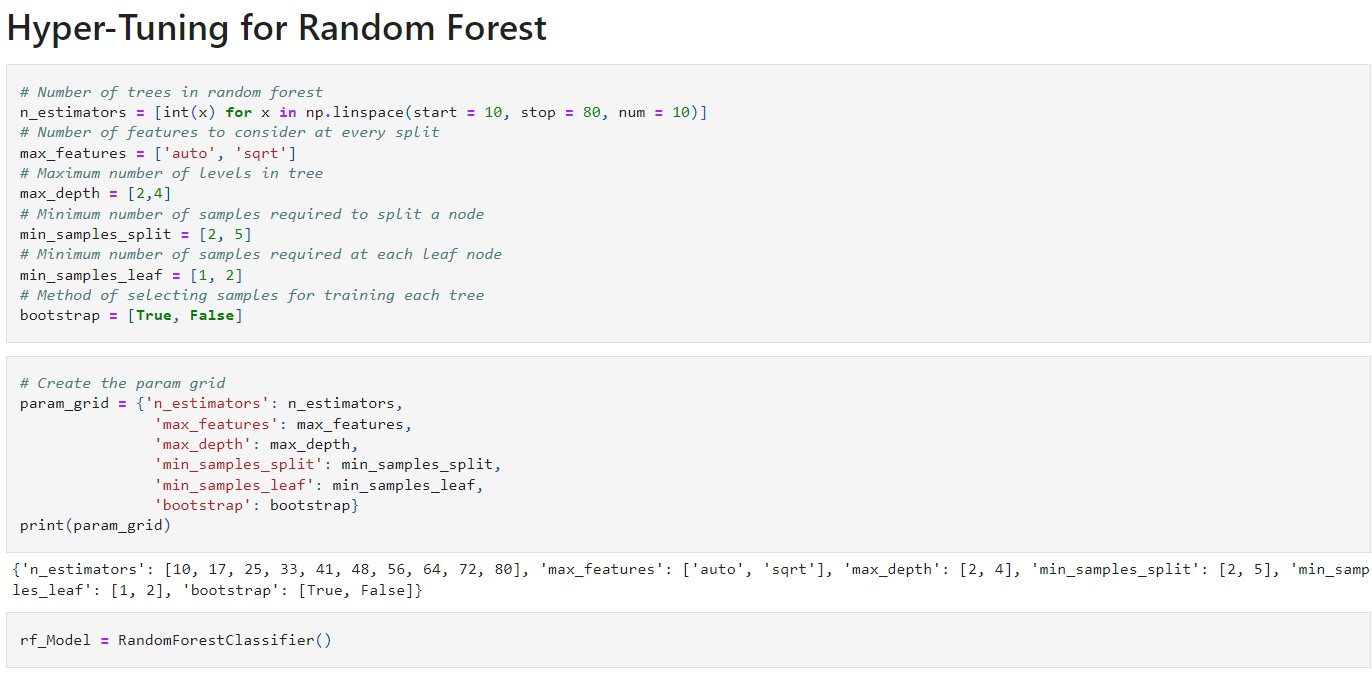 Hyper-Tuning for Random Forest
# Number of trees in random forest
n_estimators = [int(x) for x in np.linspace(start = 10, stop = 80, num = 10)]
# Number of features to consider at every split
max_features = ['auto', 'sqrt']
# Maximum number of levels in tree
max_depth = [2,4]
# Minimum number of samples required to split a node
min_samples_split = [2, 5]
# Minimum number of samples required at each leaf node
min_samples_leaf = [1, 2]
# Method of selecting samples for training each tree
bootstrap = [True, False]
# Create the param grid
param_grid = {'n_estimators': n_estimators,
               'max_features': max_features,
               'max_depth': max_depth,
               'min_samples_split': min_samples_split,
               'min_samples_leaf': min_samples_leaf,
               'bootstrap': bootstrap}
print(param_grid)
{'n_estimators': [10, 17, 25, 33, 41, 48, 56, 64, 72, 80], 'max_features': ['auto', 'sqrt'], 'max_depth': [2, 4], 'min_samples_split': [2, 5], 'min_samp
les_leaf': [1, 2], 'bootstrap': [True, False]}
rf_Model = RandomForestClassifier()